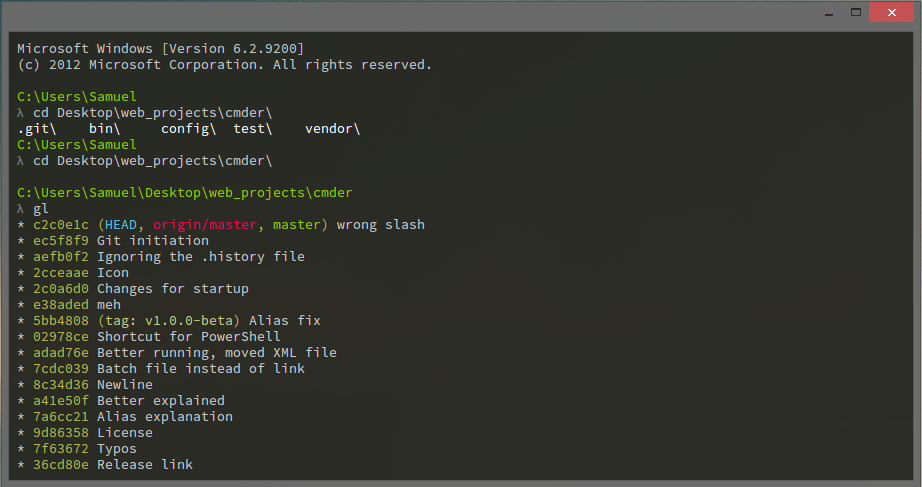 Microsoft Windows [Version 6.2.9200]
(c) 2012 Microsoft Corporation. All rights reserved.
C:\Users\Samuel
λ cd Desktop\web_projects\cmder\
.git\    bin\     config\  test\    vendor\
C:\Users\Samuel
λ cd Desktop\web_projects\cmder\
C:\Users\Samuel\Desktop\web_projects\cmder
λ gl
* c2c0e1c (HEAD, origin/master, master) wrong slash
* ec5f8f9 Git initiation
* aefb0f2 Ignoring the .history file
* 2cceaae Icon
* 2c0a6d0 Changes for startup
* e38aded meh
* 5bb4808 (tag: v1.0.0-beta) Alias fix
* 02978ce Shortcut for PowerShell
* adad76e Better running, moved XML file
* 7cdc039 Batch file instead of link
* 8c34d36 Newline
* a41e50f Better explained
* 7a6cc21 Alias explanation
* 9d86358 License
* 7f63672 Typos
* 36cd80e Release link